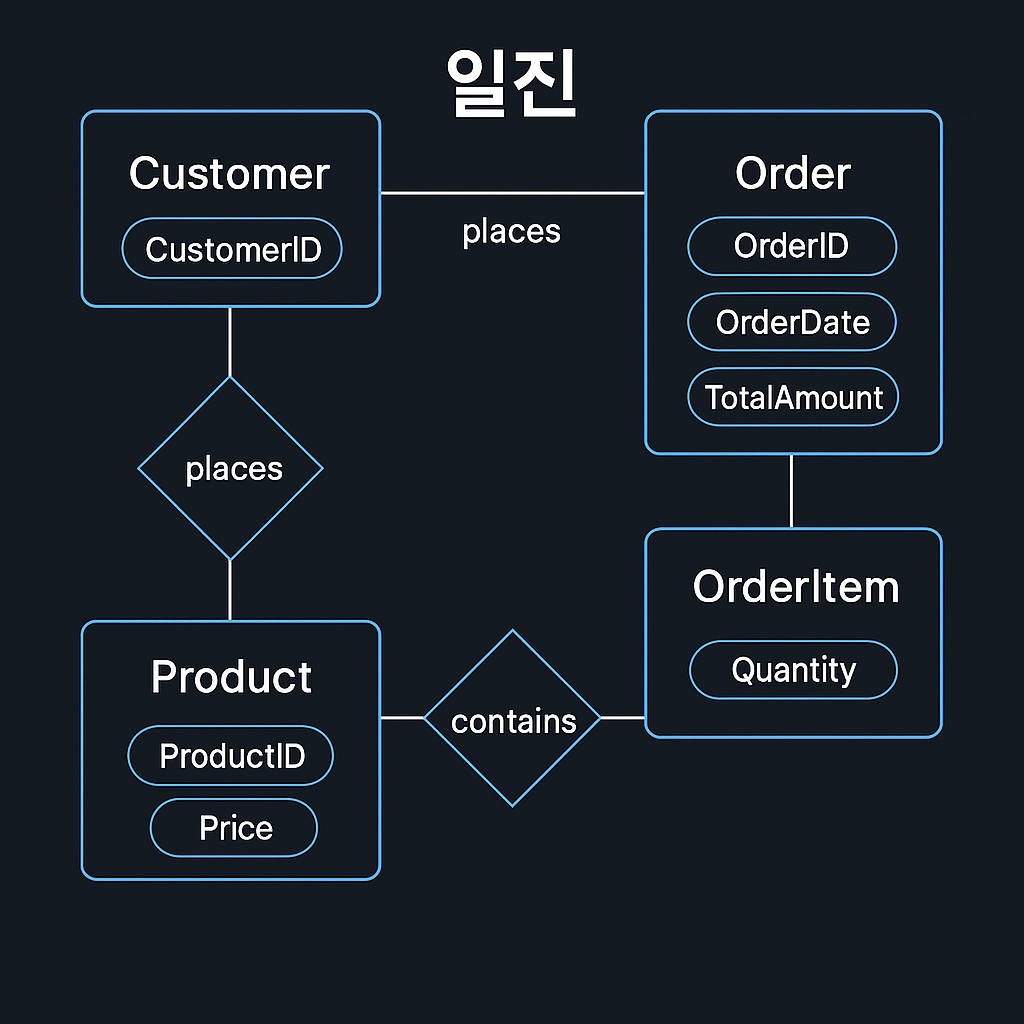 일진
Customer
CustomerID
places
Order
OrderID
OrderDate
TotalAmount
places
OrderItem
Quantity
Product
ProductID
Price
contains